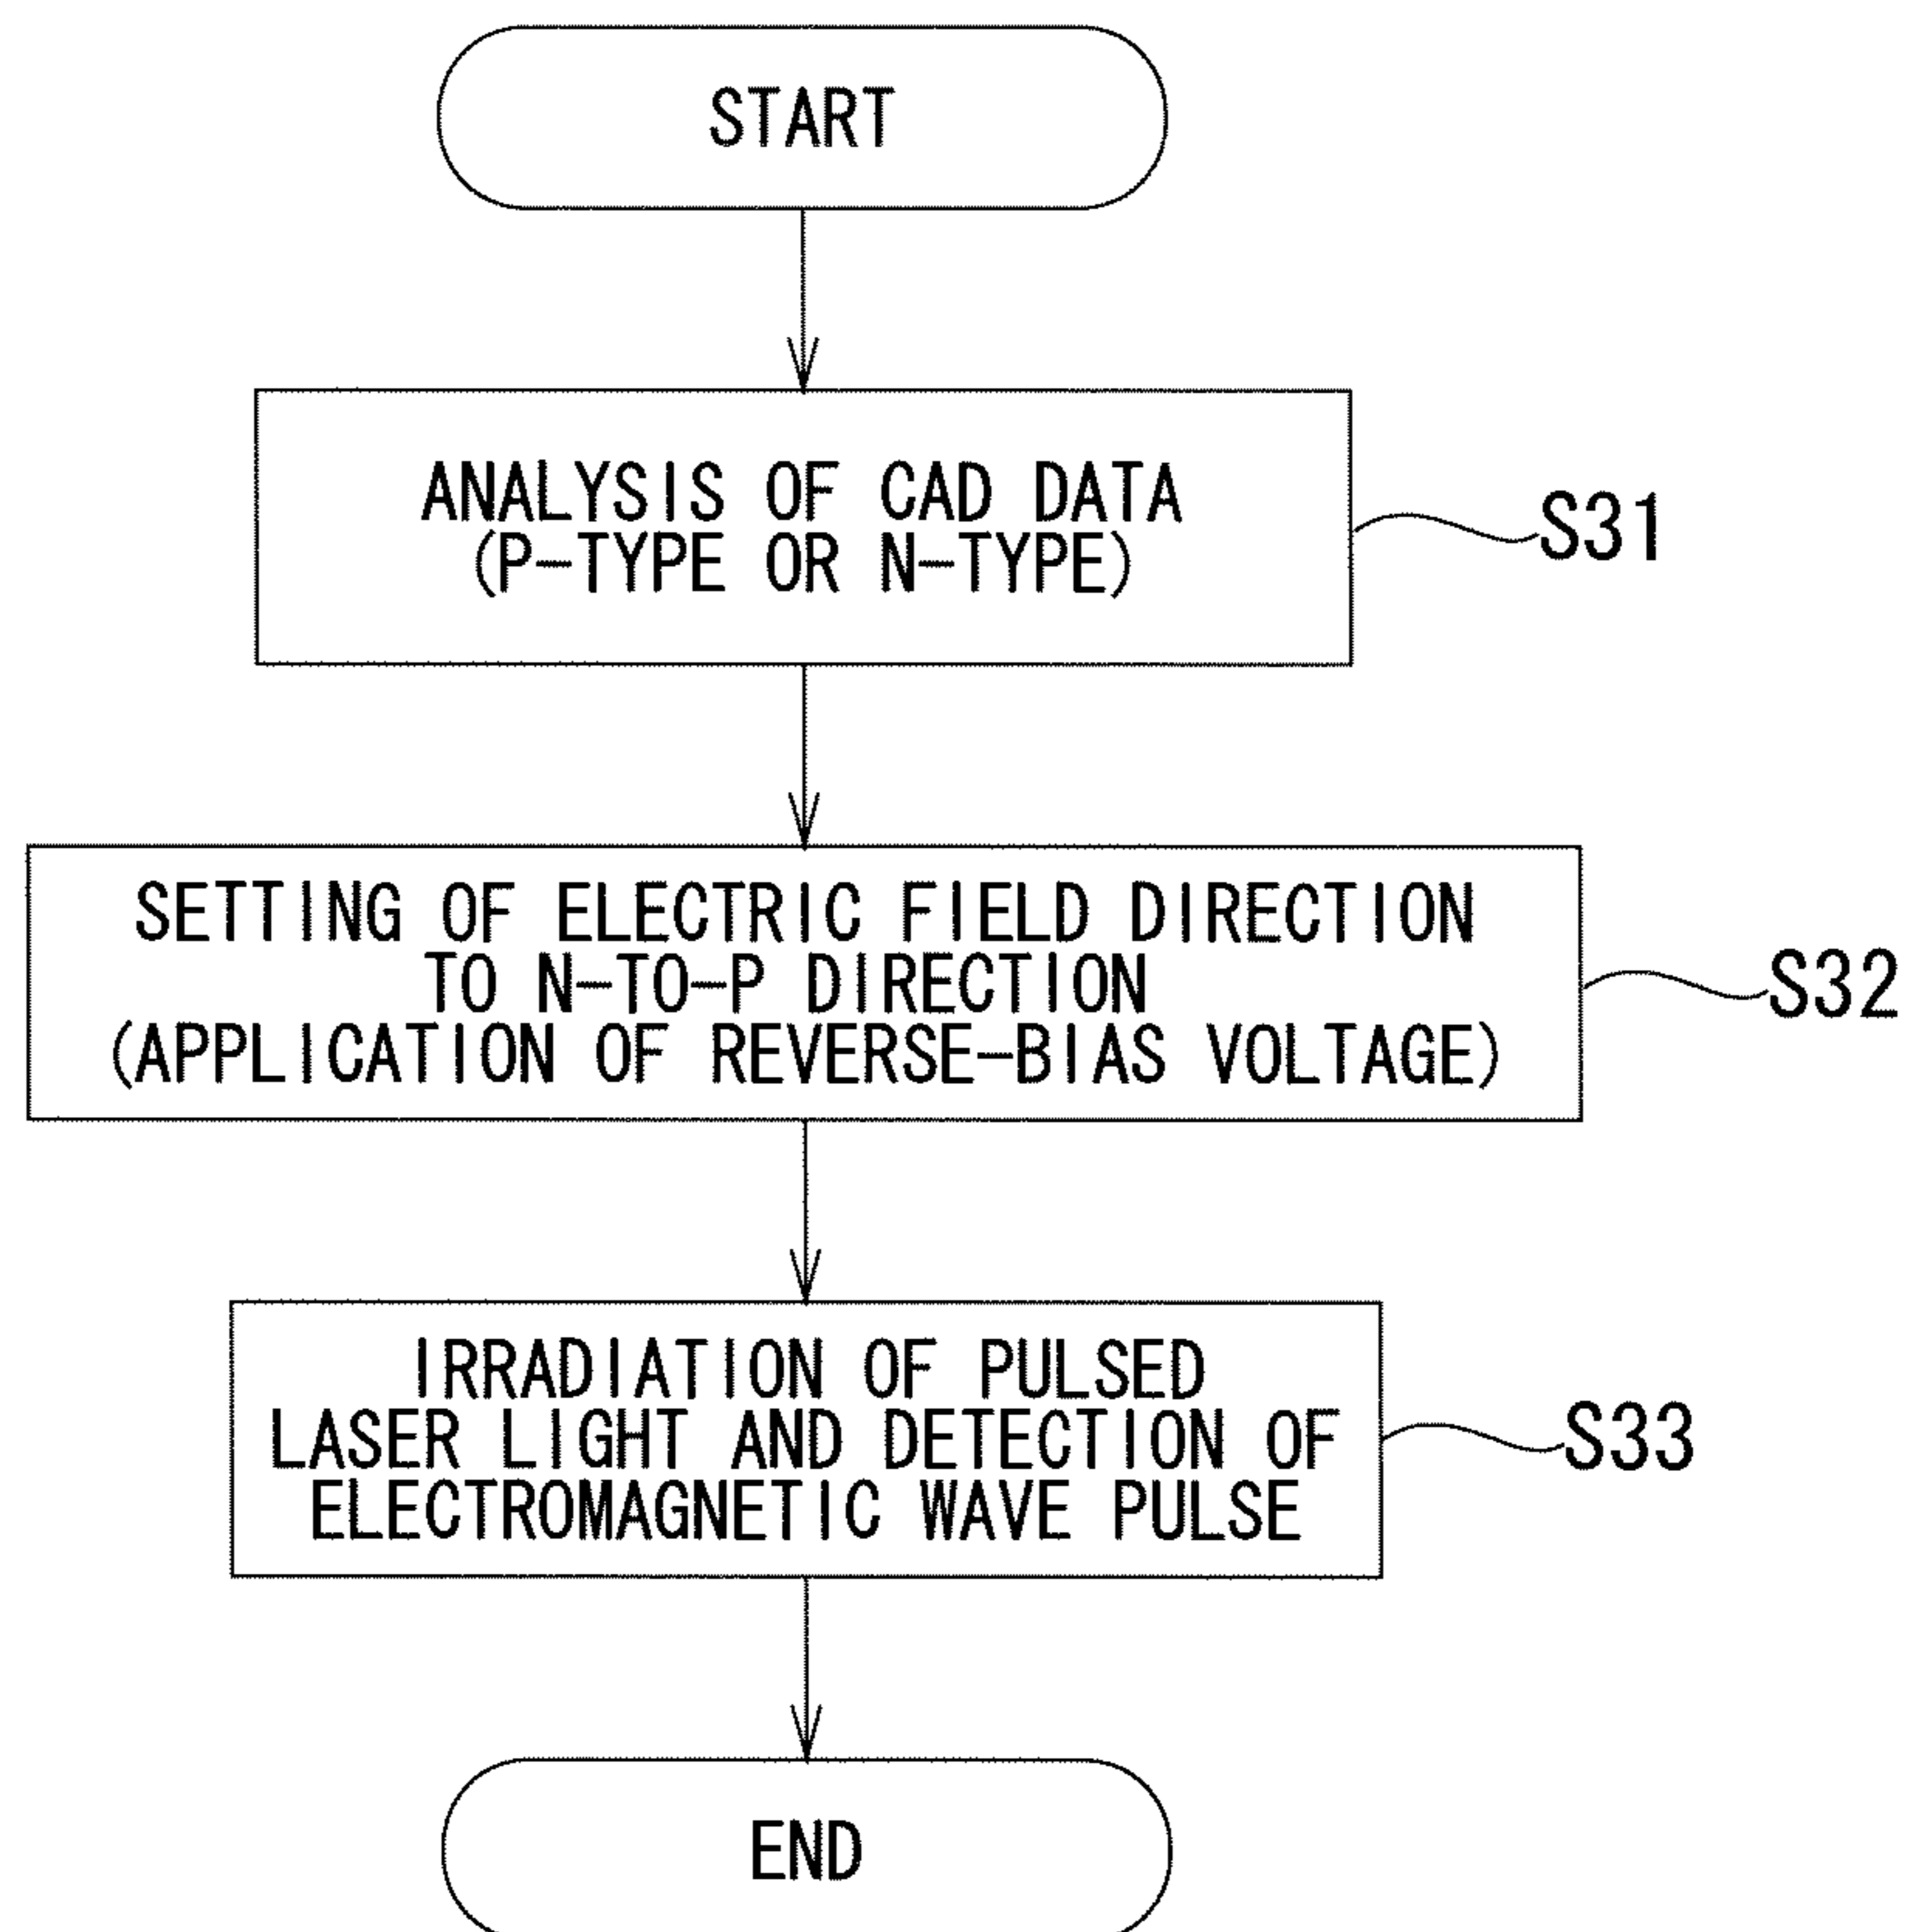 START
ANALYSIS OF CAD DATA
(P-TYPE OR N-TYPE)
S31
SETTING OF ELECTRIC FIELD DIRECTION
TO N-TO-P DIRECTION
(APPLICATION OF REVERSE-BIAS VOLTAGE)
S32
IRRADIATION OF PULSED
LASER LIGHT AND DETECTION OF
ELECTROMAGNETIC WAVE PULSE
S33
END